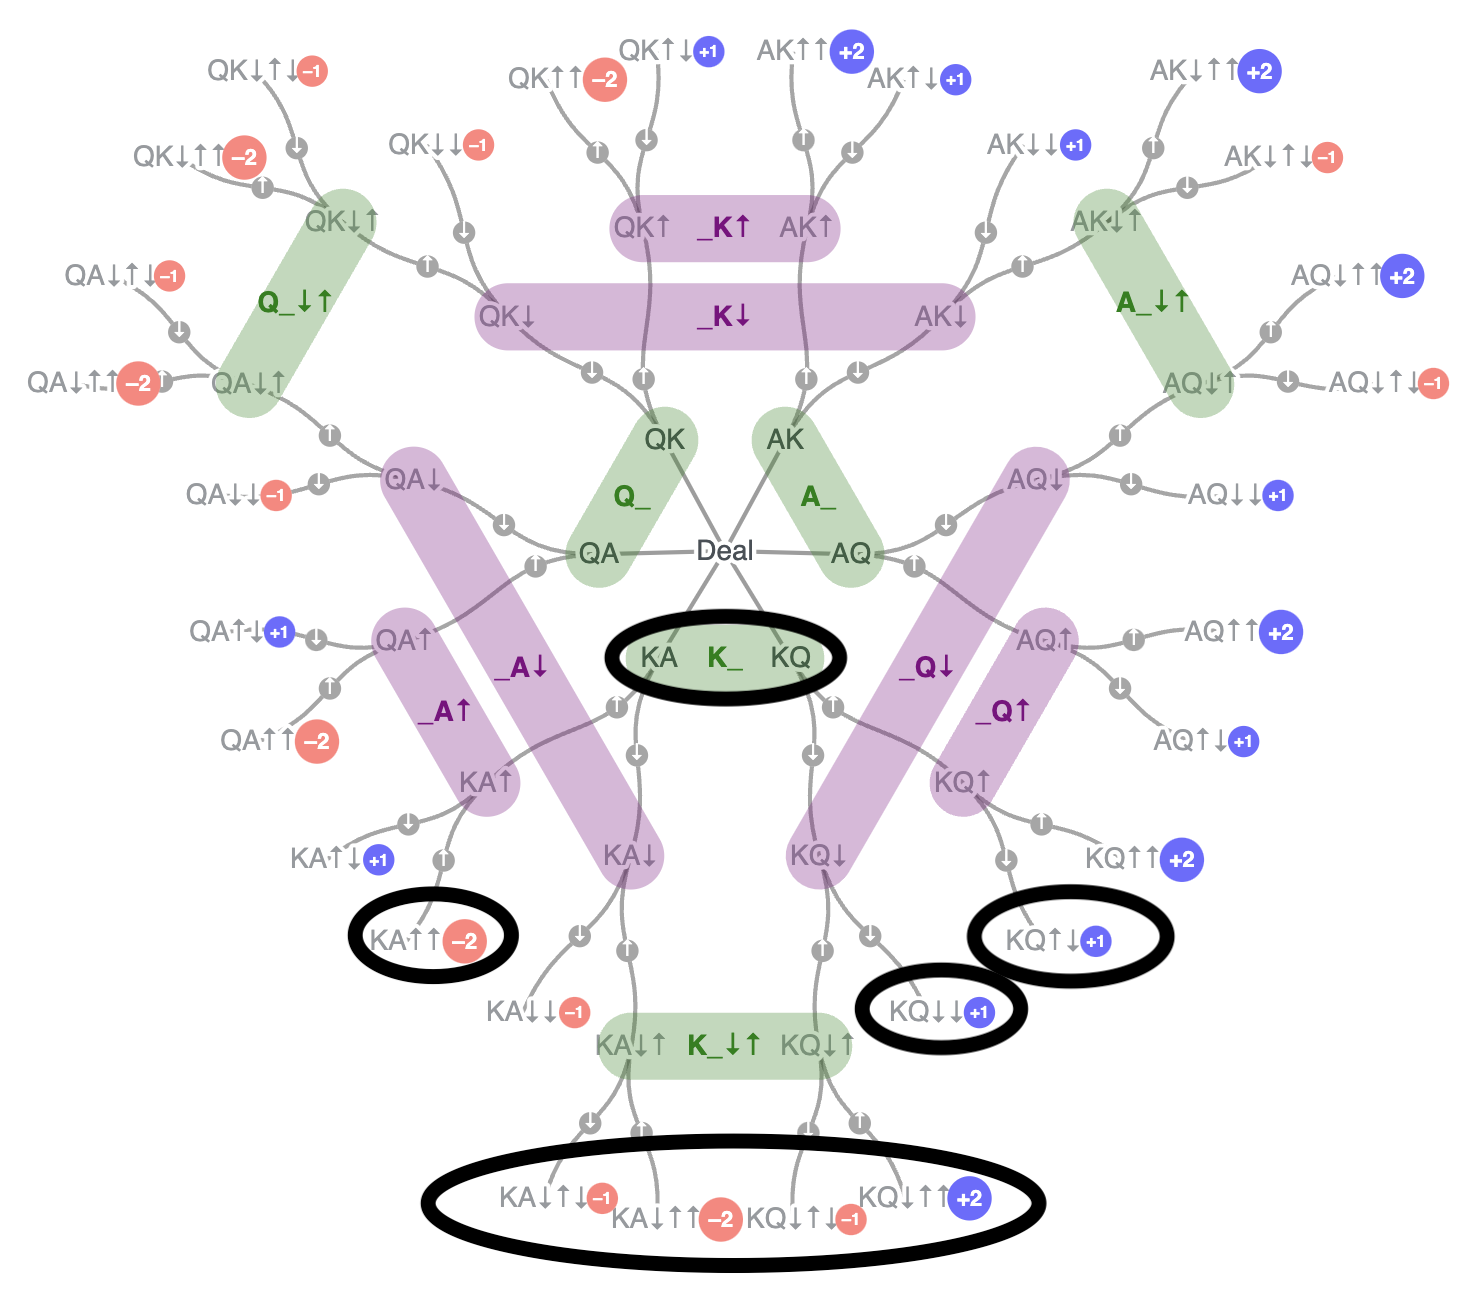 QK↑↓ +1
AK↑↑ +2
QK↓↑↓ −1
QK↑↑ −2
AK↑↓ +1
AK↓↑↑ +2
QK↓↑↑ −2
QK↓↓ −1
AK↓↓ +1
AK↓↑↓ −1
QK↓↑
QK↑ _K↑ AK↑
AK↓↑
QA↓↑↓ −1
Q_↓↑
QK↓ _K↓ AK↓
A_↓↑
AQ↓↑↑ +2
QA↓↑↑ −2
QA↓↑
AQ↓↑
AQ↓↑↓ −1
QK
AK
QA↓↓ −1
QA↓
Q_
A_
AQ↓
AQ↓↓ +1
QA
Deal
AQ
QA↑↓ +1
QA↑
_A↓
KA K_ KQ
_Q↓
AQ↑
AQ↑↑ +2
_A↑
_Q↑
QA↑↑ −2
AQ↑↓ +1
KA↑
KQ↑
KA↑↓ +1
KA↓
KQ↓
KQ↑↑ +2
KA↑↑ −2
KQ↑↓ +1
KA↓↓ −1
KQ↓↓ +1
KA↓↑ K_↓↑ KQ↓↑
KA↓↑↓ −1
KA↓↑↑ −2
KQ↓↑↓ −1
KQ↓↑↑ +2
↓
↑
↑
↓
↑
↓
↑
↓
↓
↓
↑
↑
↓
↑
↓
↑
↓
↑
↑
↓
↑
↓
↑
↓
↓
↓
↓
↑
↑
↓
↑
↑
↓
↑
↓
↓
↑
↓
↑
↑
↓
↓
↓
↑
↑
↓
↑
↓
↑